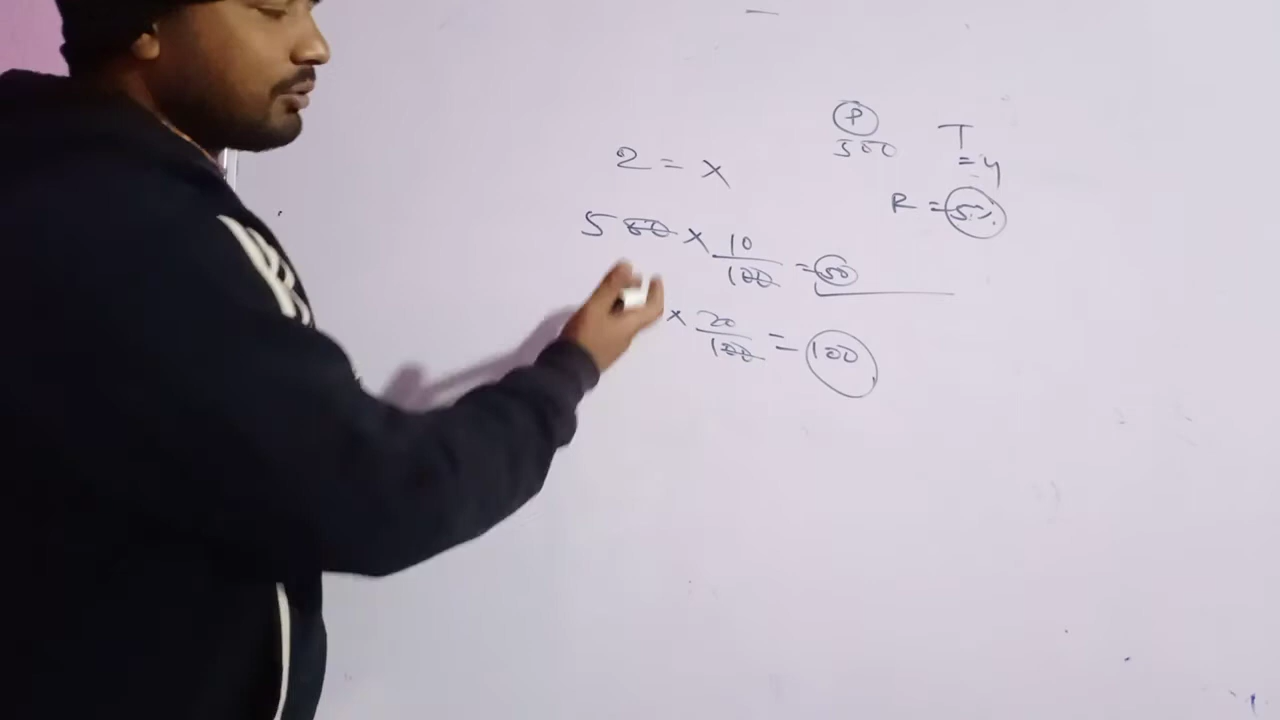 P T
500 = 4
2 = x
R = 5%
500 × 10/100 = 50
× 20/100 = 100